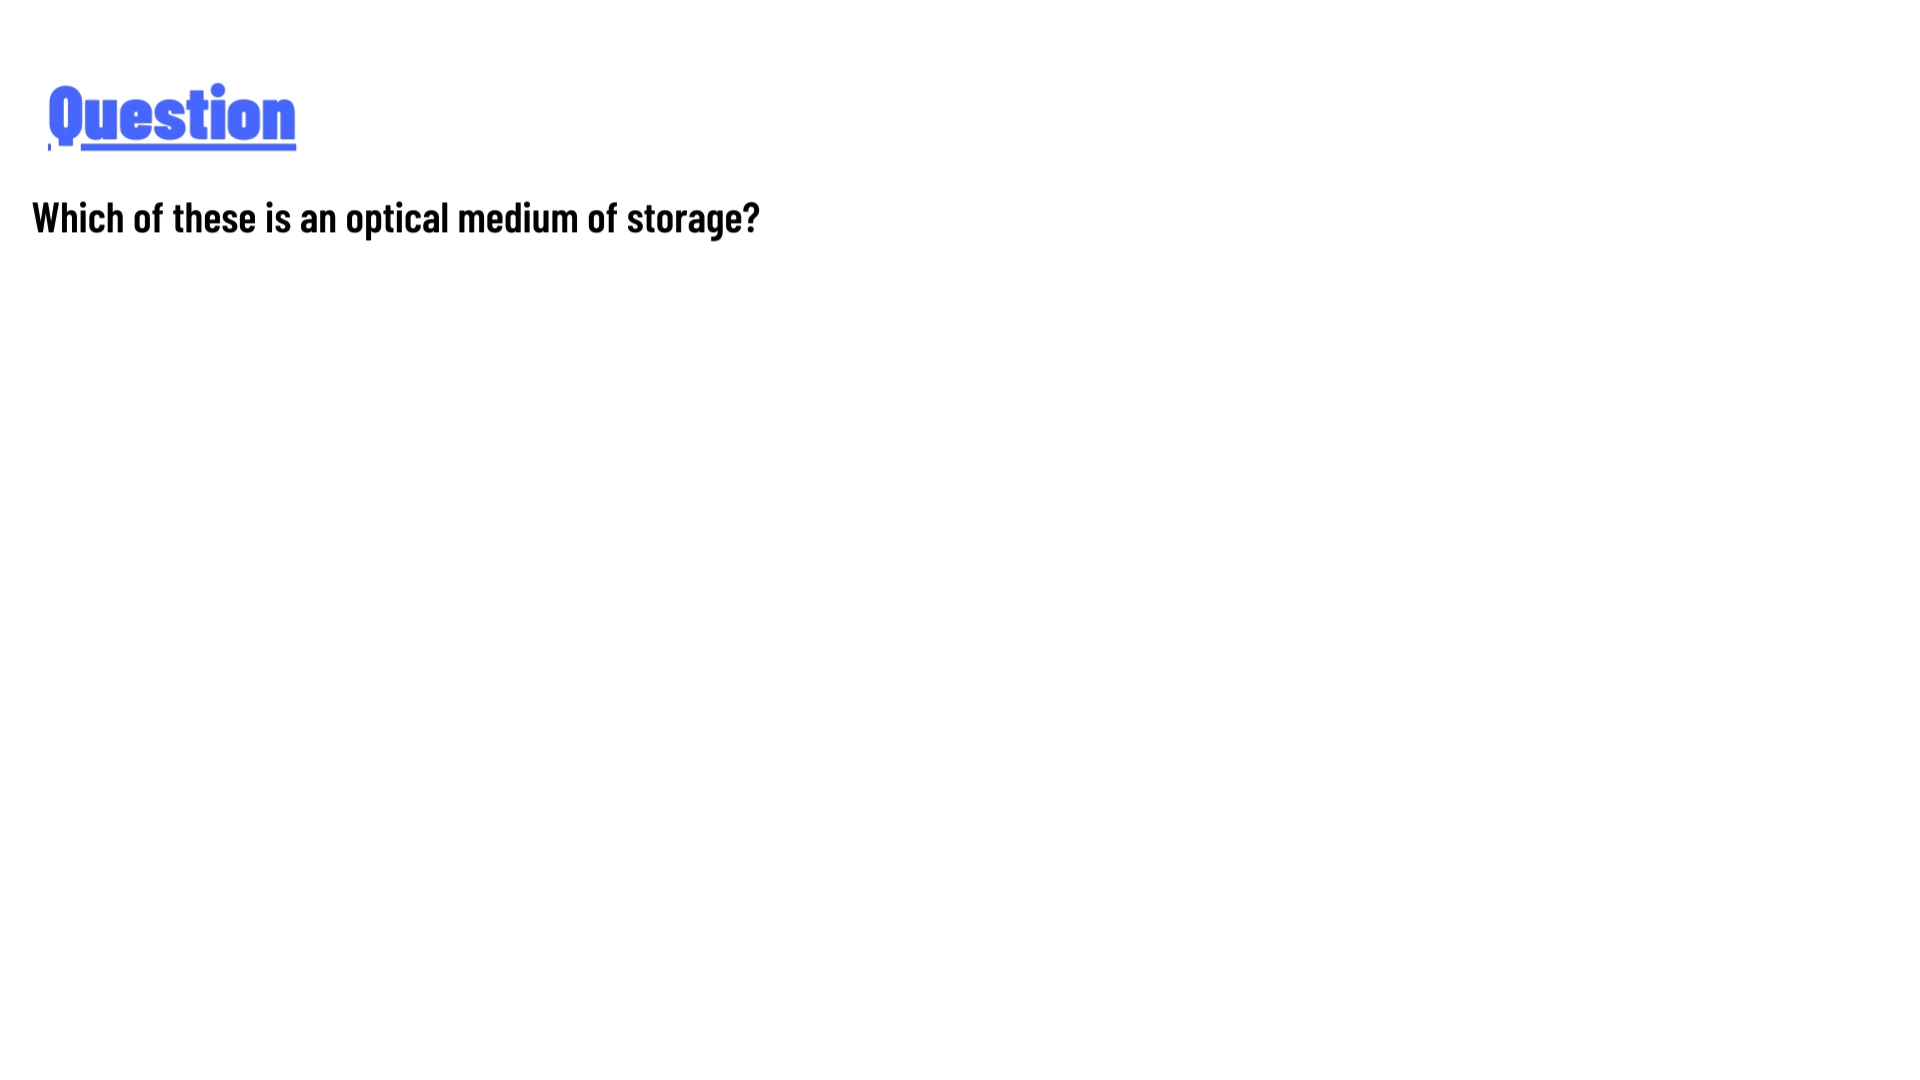 Question
Which of these is an optical medium of storage?